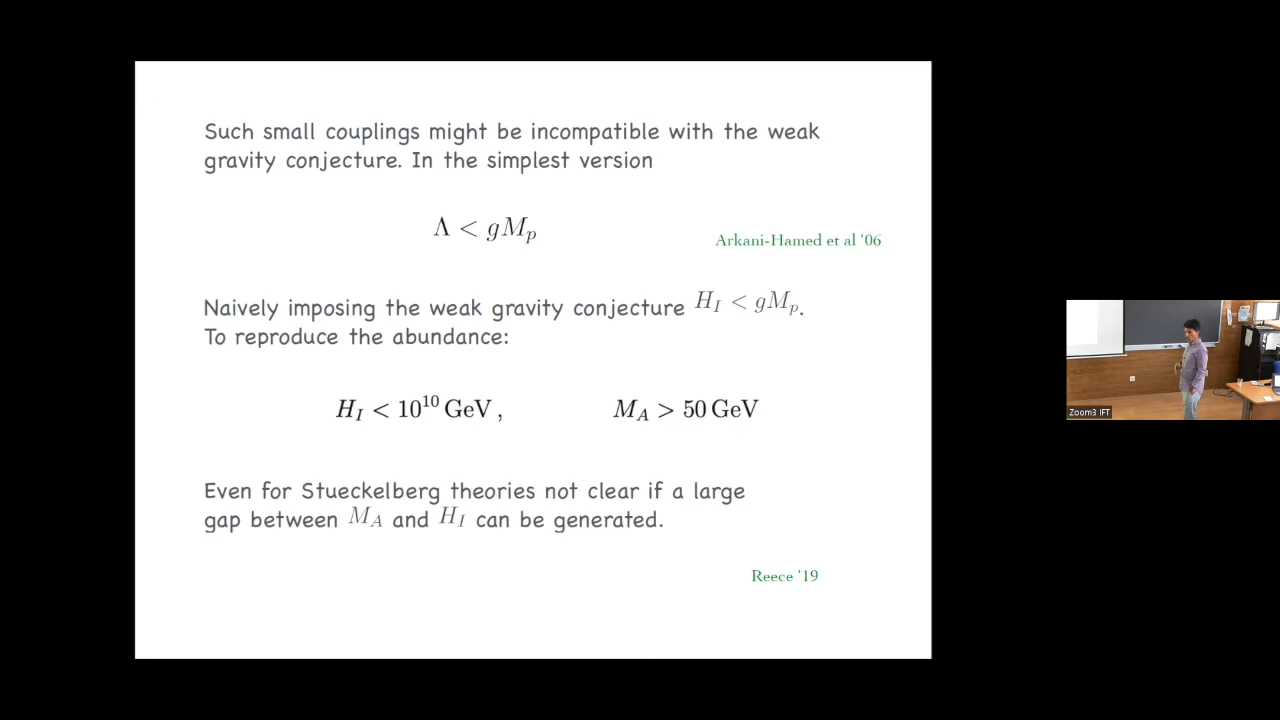 Such small couplings might be incompatible with the weak
gravity conjecture. In the simplest version
Λ < gM_p
Arkani-Hamed et al ‘06
Naively imposing the weak gravity conjecture H_I < gM_p.
To reproduce the abundance:
H_I < 10^10 GeV, M_A > 50 GeV
Even for Stueckelberg theories not clear if a large
gap between M_A and H_I can be generated.
Reece ‘19
Zoom3 IFT